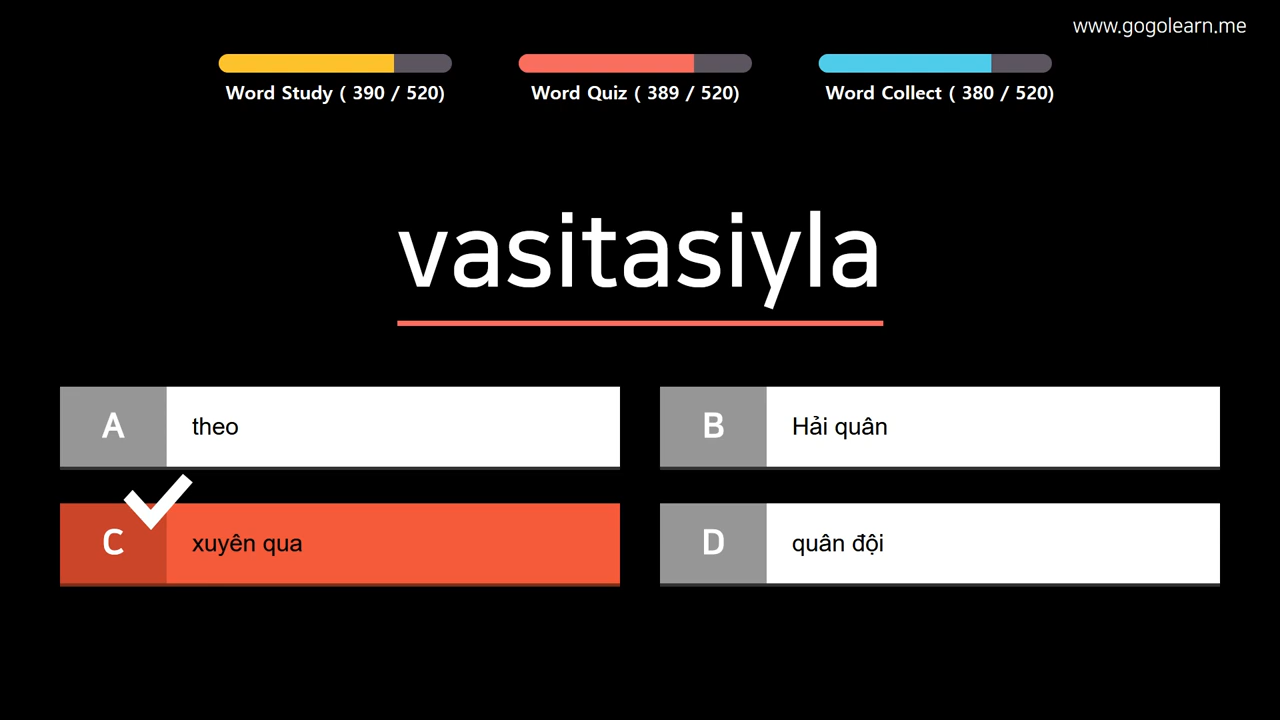 www.gogolearn.me
Word Study ( 390 / 520)
Word Quiz ( 389 / 520)
Word Collect ( 380 / 520)
vasitasiyla
A theo
B Hải quân
C xuyên qua
D quân đội